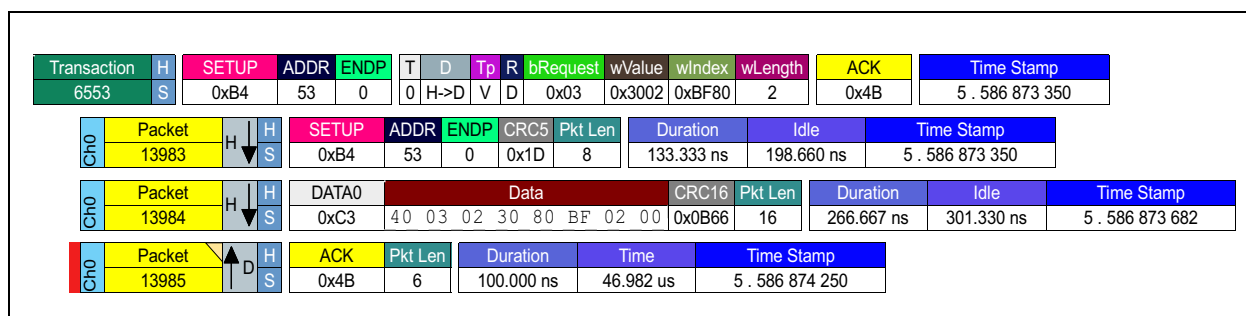 Transaction H SETUP ADDR ENDP T D Tp R bRequest wValue wIndex wLength ACK Time Stamp
6553 S 0xB4 53 0 0 H->D V D 0x03 0x3002 0xBF80 2 0x4B 5 . 586 873 350
Ch0 Packet H H SETUP ADDR ENDP CRC5 Pkt Len Duration Idle Time Stamp
13983 S 0xB4 53 0 0x1D 8 133.333 ns 198.660 ns 5 . 586 873 350
Ch0 Packet H H DATA0 Data CRC16 Pkt Len Duration Idle Time Stamp
13984 S 0xC3 40 03 02 30 80 BF 02 00 0x0B66 16 266.667 ns 301.330 ns 5 . 586 873 682
Ch0 Packet D H ACK Pkt Len Duration Time Time Stamp
13985 S 0x4B 6 100.000 ns 46.982 us 5 . 586 874 250